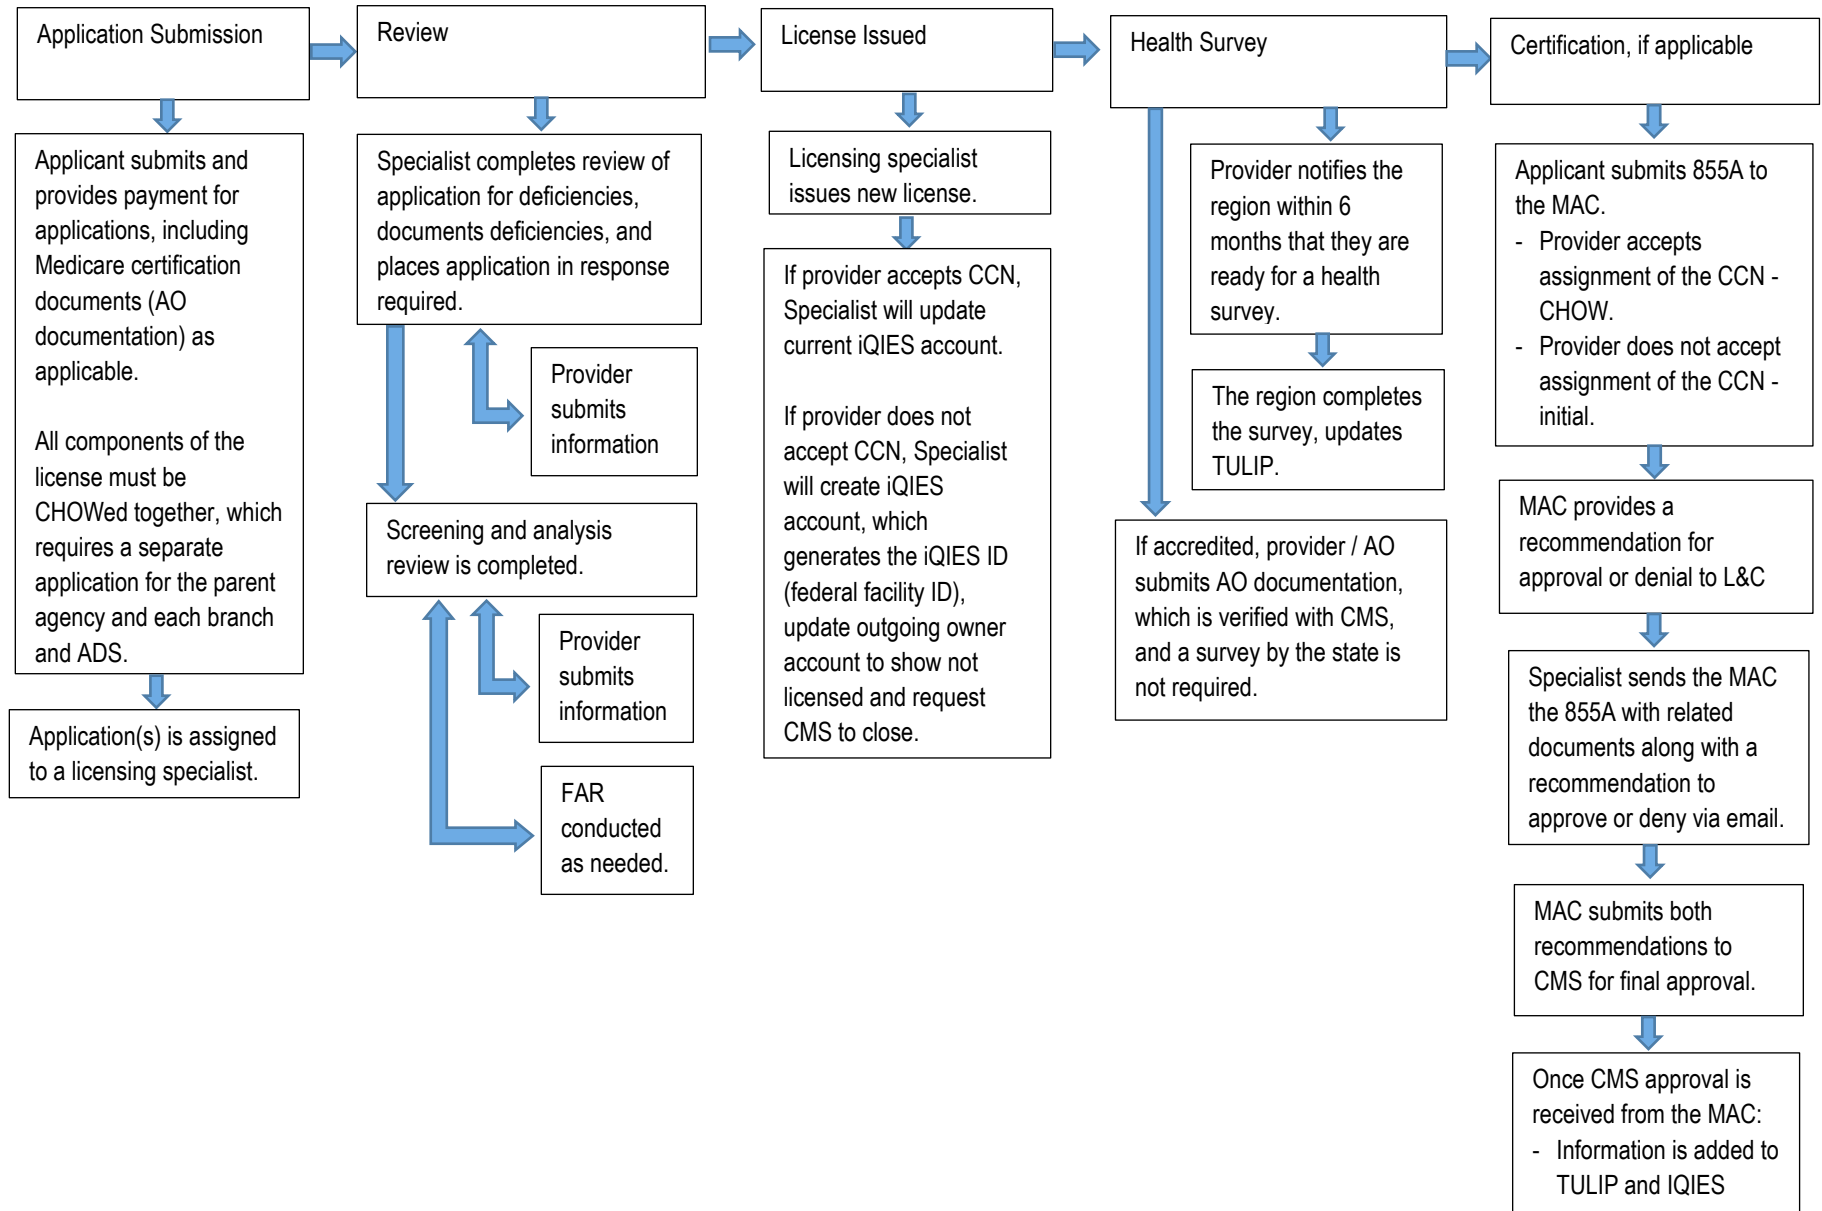 Application Submission
Review
License Issued
Health Survey
Certification, if applicable
Applicant submits and
provides payment for
applications, including
Medicare certification
documents (AO
documentation) as
applicable.
All components of the
license must be
CHOWed together, which
requires a separate
application for the parent
agency and each branch
and ADS.
Application(s) is assigned
to a licensing specialist.
Specialist completes review of
application for deficiencies,
documents deficiencies, and
places application in response
required.
Provider
submits
information
Screening and analysis
review is completed.
Provider
submits
information
FAR
conducted
as needed.
Licensing specialist
issues new license.
If provider accepts CCN,
Specialist will update
current iQIES account.
If provider does not
accept CCN, Specialist
will create iQIES
account, which
generates the iQIES ID
(federal facility ID),
update outgoing owner
account to show not
licensed and request
CMS to close.
Provider notifies the
region within 6
months that they are
ready for a health
survey.
The region completes
the survey, updates
TULIP.
If accredited, provider / AO
submits AO documentation,
which is verified with CMS,
and a survey by the state is
not required.
Applicant submits 855A to
the MAC.
- Provider accepts
assignment of the CCN -
CHOW.
- Provider does not accept
assignment of the CCN -
initial.
MAC provides a
recommendation for
approval or denial to L&C
Specialist sends the MAC
the 855A with related
documents along with a
recommendation to
approve or deny via email.
MAC submits both
recommendations to
CMS for final approval.
Once CMS approval is
received from the MAC:
- Information is added to
TULIP and IQIES